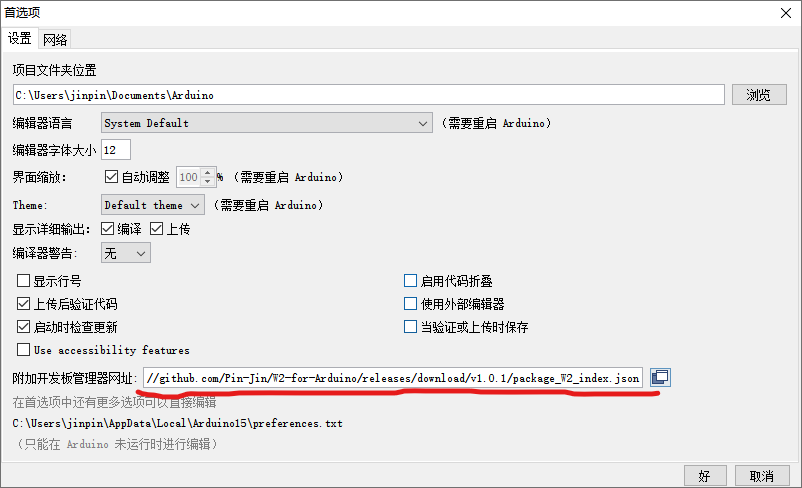 首选项
设置 网络
项目文件夹位置
C:\Users\jinpin\Documents\Arduino 浏览
编辑器语言 System Default （需要重启 Arduino）
编辑器字体大小 12
界面缩放： 自动调整 100 % （需要重启 Arduino）
Theme: Default theme （需要重启 Arduino）
显示详细输出： 编译 上传
编译器警告: 无
显示行号 启用代码折叠
上传后验证代码 使用外部编辑器
启动时检查更新 当验证或上传时保存
Use accessibility features
附加开发板管理器网址: //github.com/Pin-Jin/W2-for-Arduino/releases/download/v1.0.1/package_W2_index.json
在首选项中还有更多选项可以直接编辑
C:\Users\jinpin\AppData\Local\Arduino15\preferences.txt
（只能在 Arduino 未运行时进行编辑）
好 取消